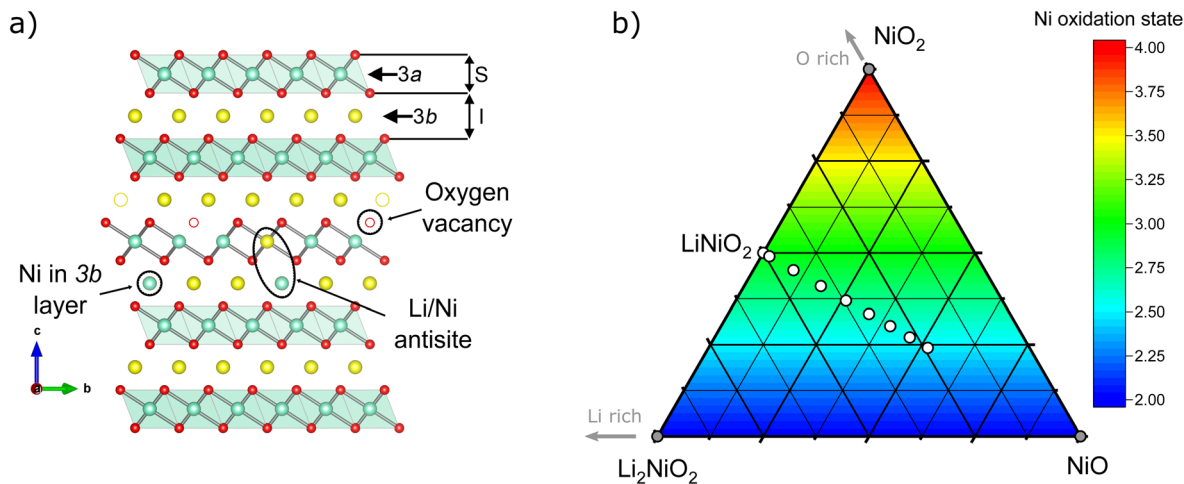 a)
3a
S
3b
I
Oxygen
vacancy
Ni in 3b
layer
Li/Ni
antisite
c
a
b
b)
Ni oxidation state
NiO₂
O rich
4.00
3.75
3.50
3.25
3.00
2.75
2.50
2.25
2.00
LiNiO₂
Li rich
Li₂NiO₂
NiO